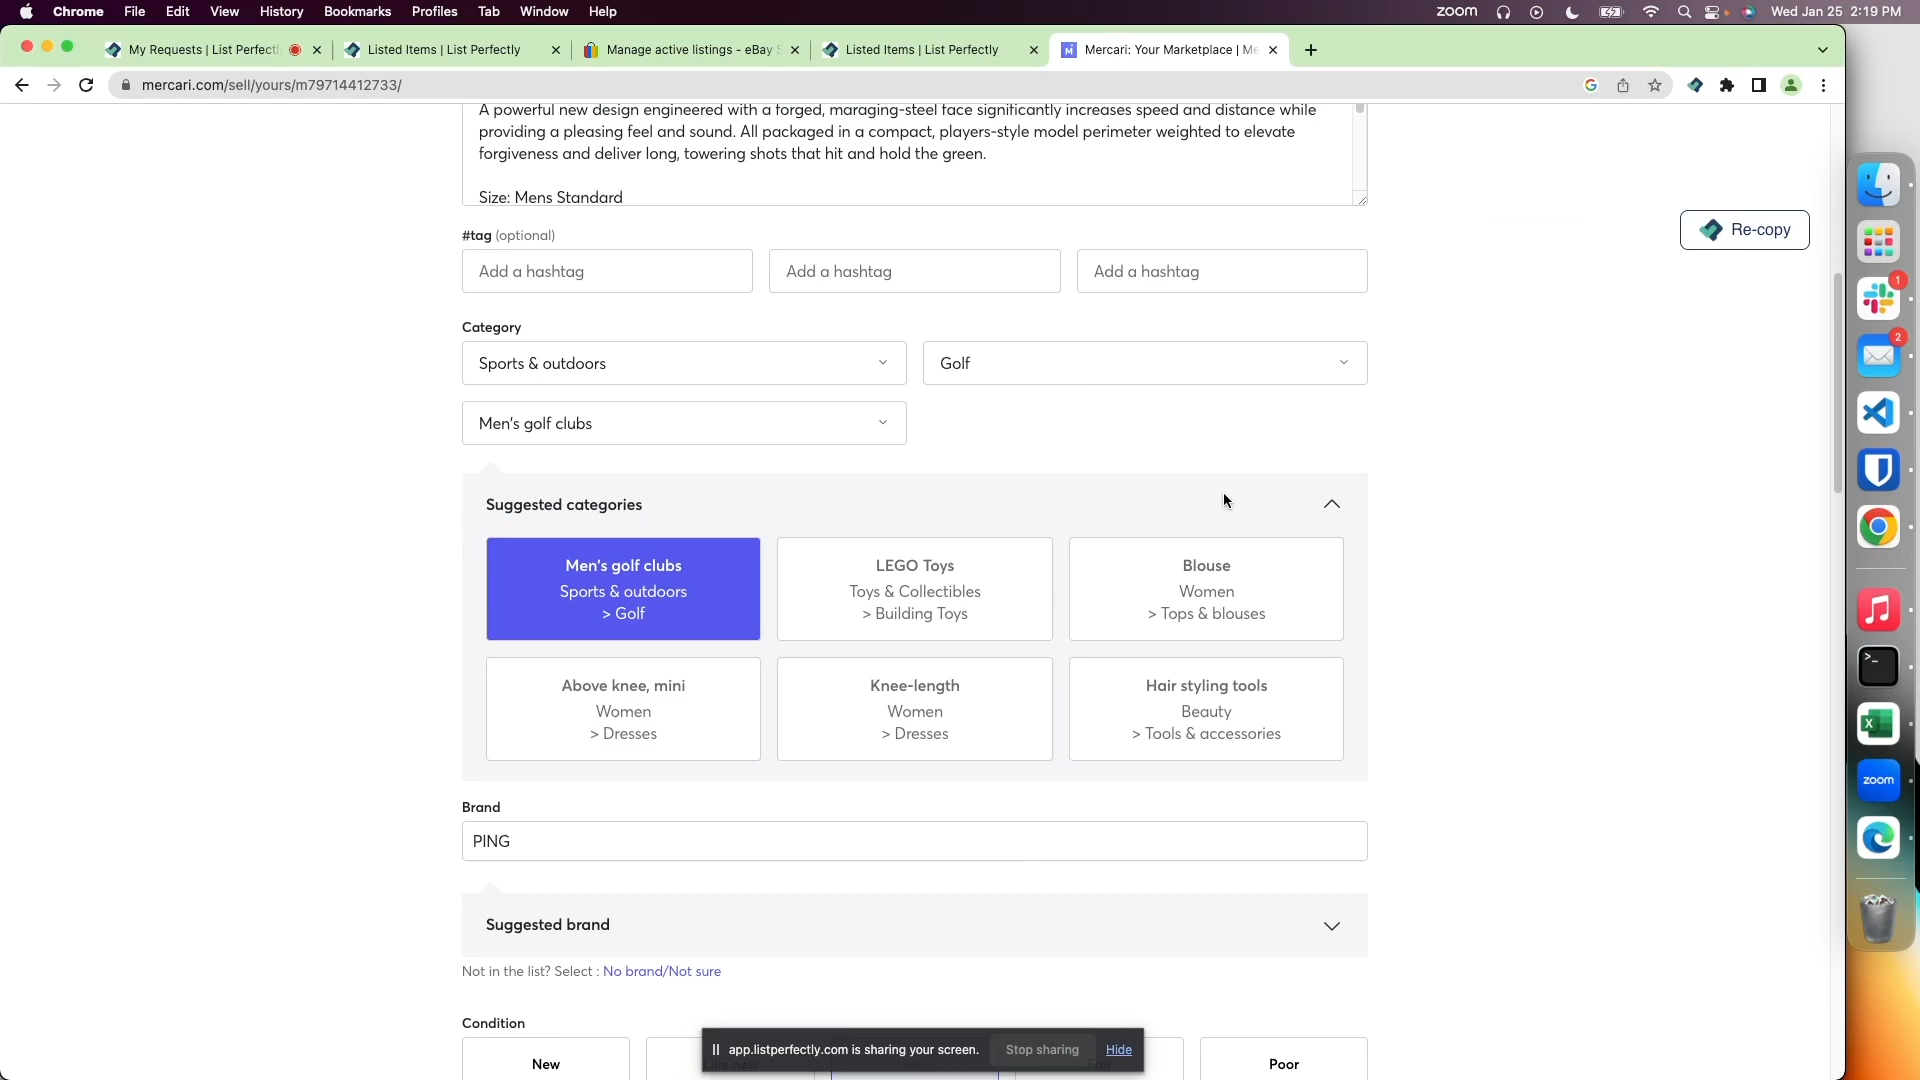 Chrome File Edit View History Bookmarks Profiles Tab Window Help zoom Wed Jan 25 2:19 PM
My Requests | List Perfectl Listed Items | List Perfectly Manage active listings - eBay S Listed Items | List Perfectly Mercari: Your Marketplace | Me
mercari.com/sell/yours/m79714412733/
A powerful new design engineered with a forged, maraging-steel face significantly increases speed and distance while
providing a pleasing feel and sound. All packaged in a compact, players-style model perimeter weighted to elevate
forgiveness and deliver long, towering shots that hit and hold the green.
Size: Mens Standard
Re-copy
#tag (optional)
Add a hashtag Add a hashtag Add a hashtag
1
Category
2
Sports & outdoors Golf
Men's golf clubs
Suggested categories
Men's golf clubs LEGO Toys Blouse
Sports & outdoors Toys & Collectibles Women
> Golf > Building Toys > Tops & blouses
Above knee, mini Knee-length Hair styling tools
Women Women Beauty
> Dresses > Dresses > Tools & accessories
zoom
Brand
PING
Suggested brand
Not in the list? Select : No brand/Not sure
Condition
New Poor
app.listperfectly.com is sharing your screen. Stop sharing Hide